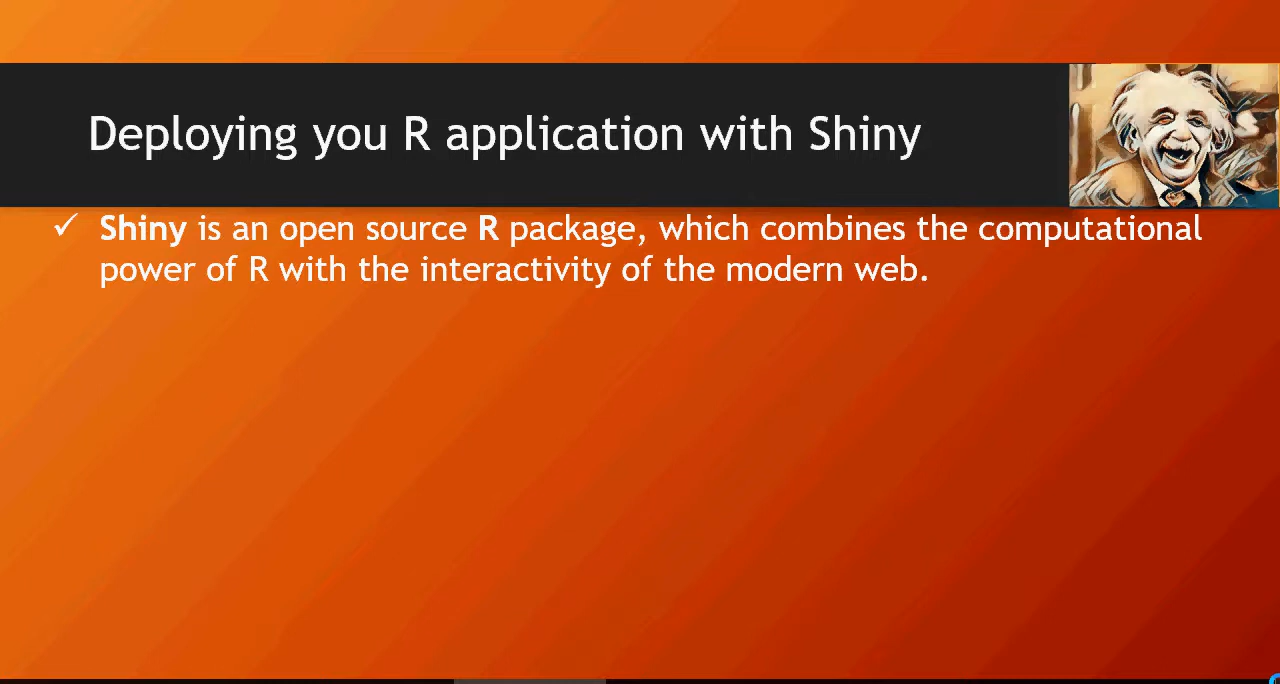 Deploying you R application with Shiny
✓ Shiny is an open source R package, which combines the computational
power of R with the interactivity of the modern web.